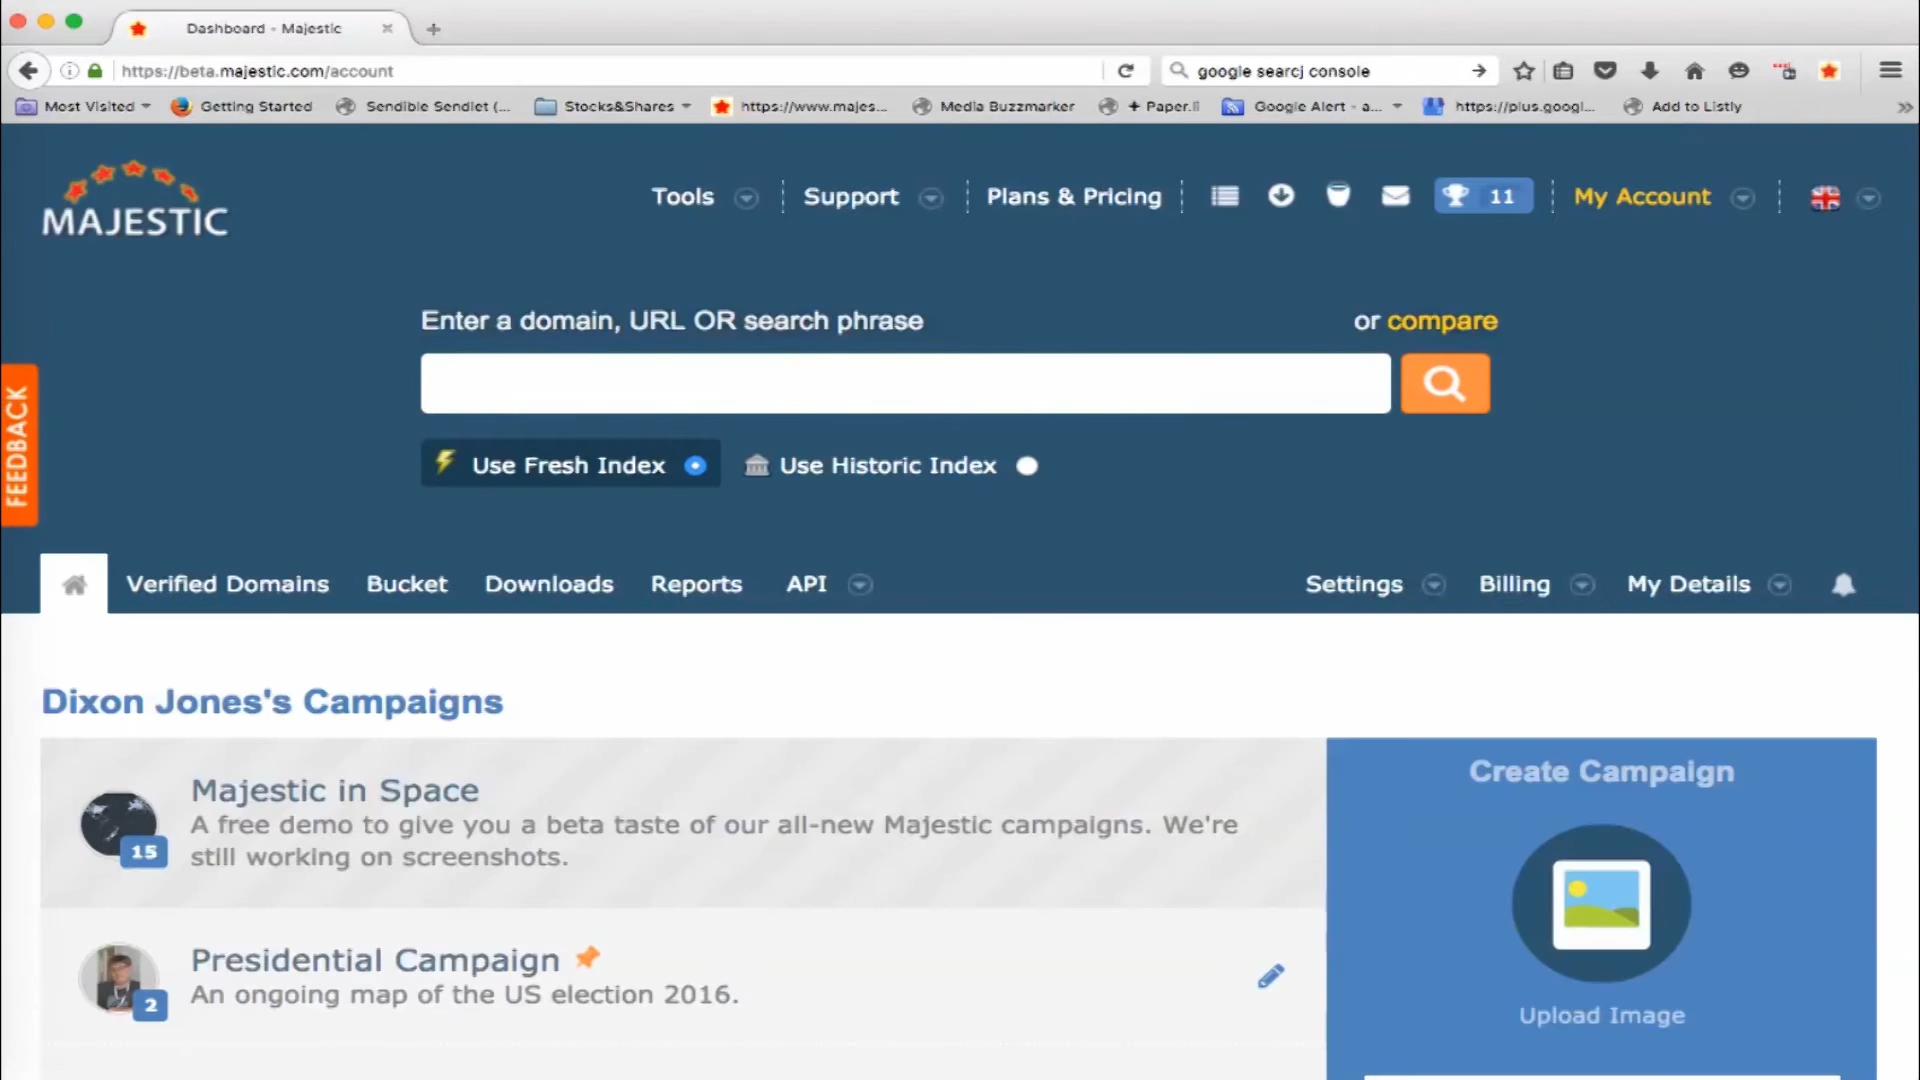 Dashboard - Majestic
https://beta.majestic.com/account
google searcj console
Most Visited
Getting Started
Sendible Sendlet (...
Stocks&Shares
https://www.majes...
Media Buzzmarker
+ Paper.li
Google Alert - a...
https://plus.googl...
Add to Listly
MAJESTIC
Tools
Support
Plans & Pricing
11
My Account
Enter a domain, URL OR search phrase
or compare
FEEDBACK
Use Fresh Index
Use Historic Index
Verified Domains
Bucket
Downloads
Reports
API
Settings
Billing
My Details
Dixon Jones's Campaigns
Majestic in Space
A free demo to give you a beta taste of our all-new Majestic campaigns. We're
still working on screenshots.
15
Presidential Campaign
An ongoing map of the US election 2016.
2
Create Campaign
Upload Image